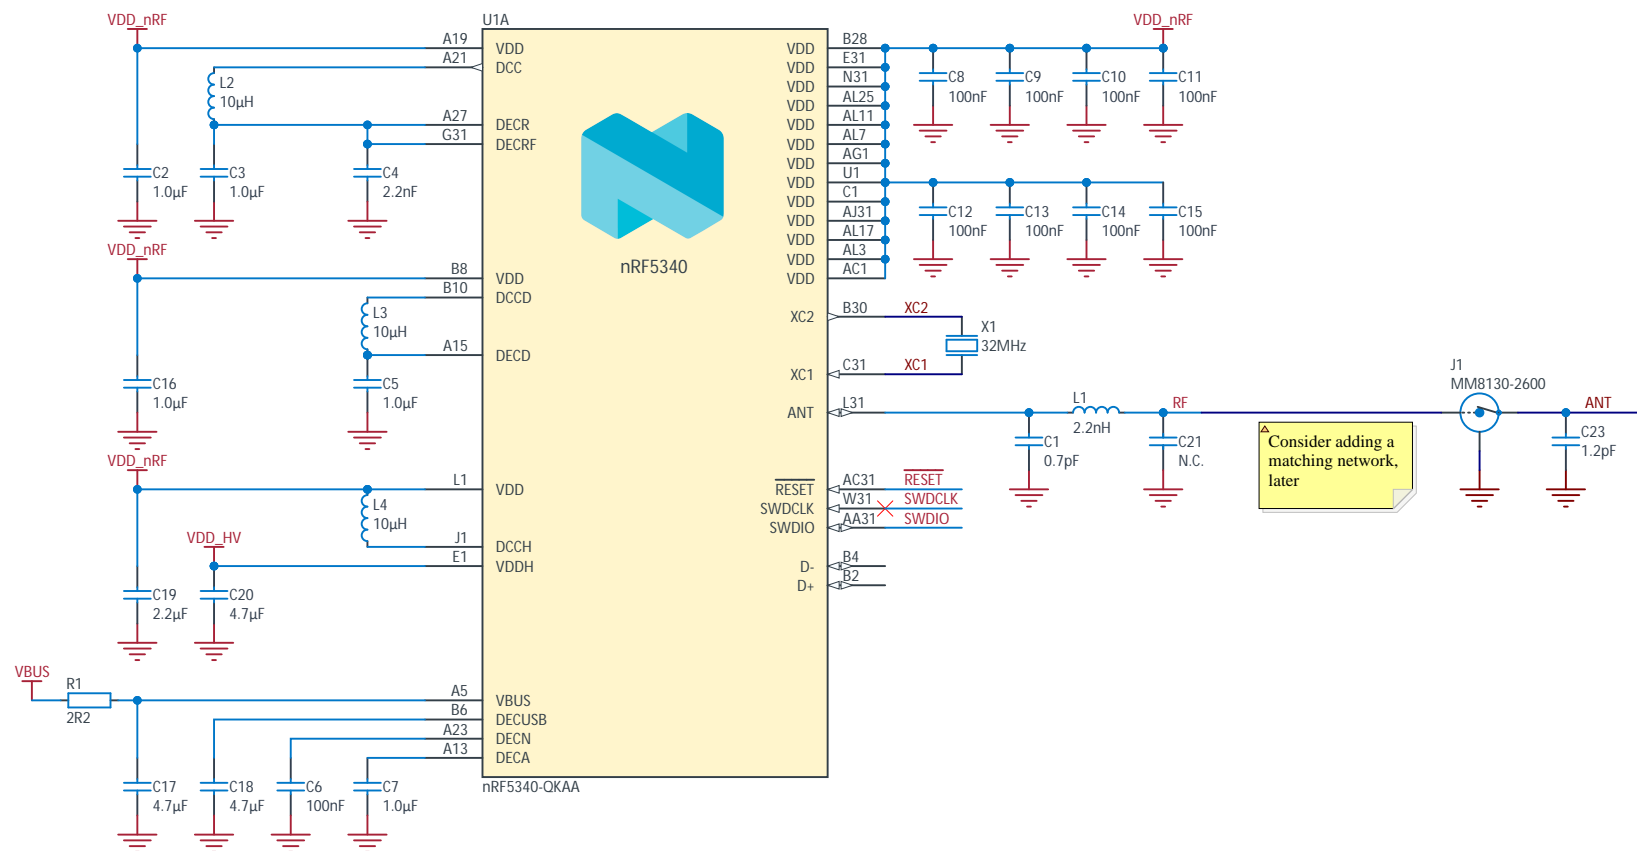 U1A
VDD_nRF
A19
VDD
A21
DCC
L2
10µH
A27
DECR
G31
DECRF
C2
1.0µF
C3
1.0µF
C4
2.2nF
VDD_nRF
B8
VDD
B10
DCCD
L3
10µH
A15
DECD
C16
1.0µF
C5
1.0µF
VDD_nRF
L1
VDD
L4
10µH
VDD_HV
J1
DCCH
E1
VDDH
C19
2.2µF
C20
4.7µF
VBUS
R1
2R2
A5
VBUS
B6
DECUSB
A23
DECN
A13
DECA
C17
4.7µF
C18
4.7µF
C6
100nF
C7
1.0µF
nRF5340
nRF5340-QKAA
VDD B28
VDD E31
VDD N31
VDD AL25
VDD AL11
VDD AL7
VDD AG1
VDD U1
VDD C1
VDD AJ31
VDD AL17
VDD AL3
VDD AC1
VDD_nRF
C8
100nF
C9
100nF
C10
100nF
C11
100nF
C12
100nF
C13
100nF
C14
100nF
C15
100nF
XC2 B30 XC2
X1
32MHz
XC1 C31 XC1
ANT L31
C1
0.7pF
L1
2.2nH
RF
C21
N.C.
Consider adding a
matching network,
later
J1
MM8130-2600
ANT
C23
1.2pF
RESET AC31 RESET
SWDCLK W31 SWDCLK
SWDIO AA31 SWDIO
D- B4
D+ B2